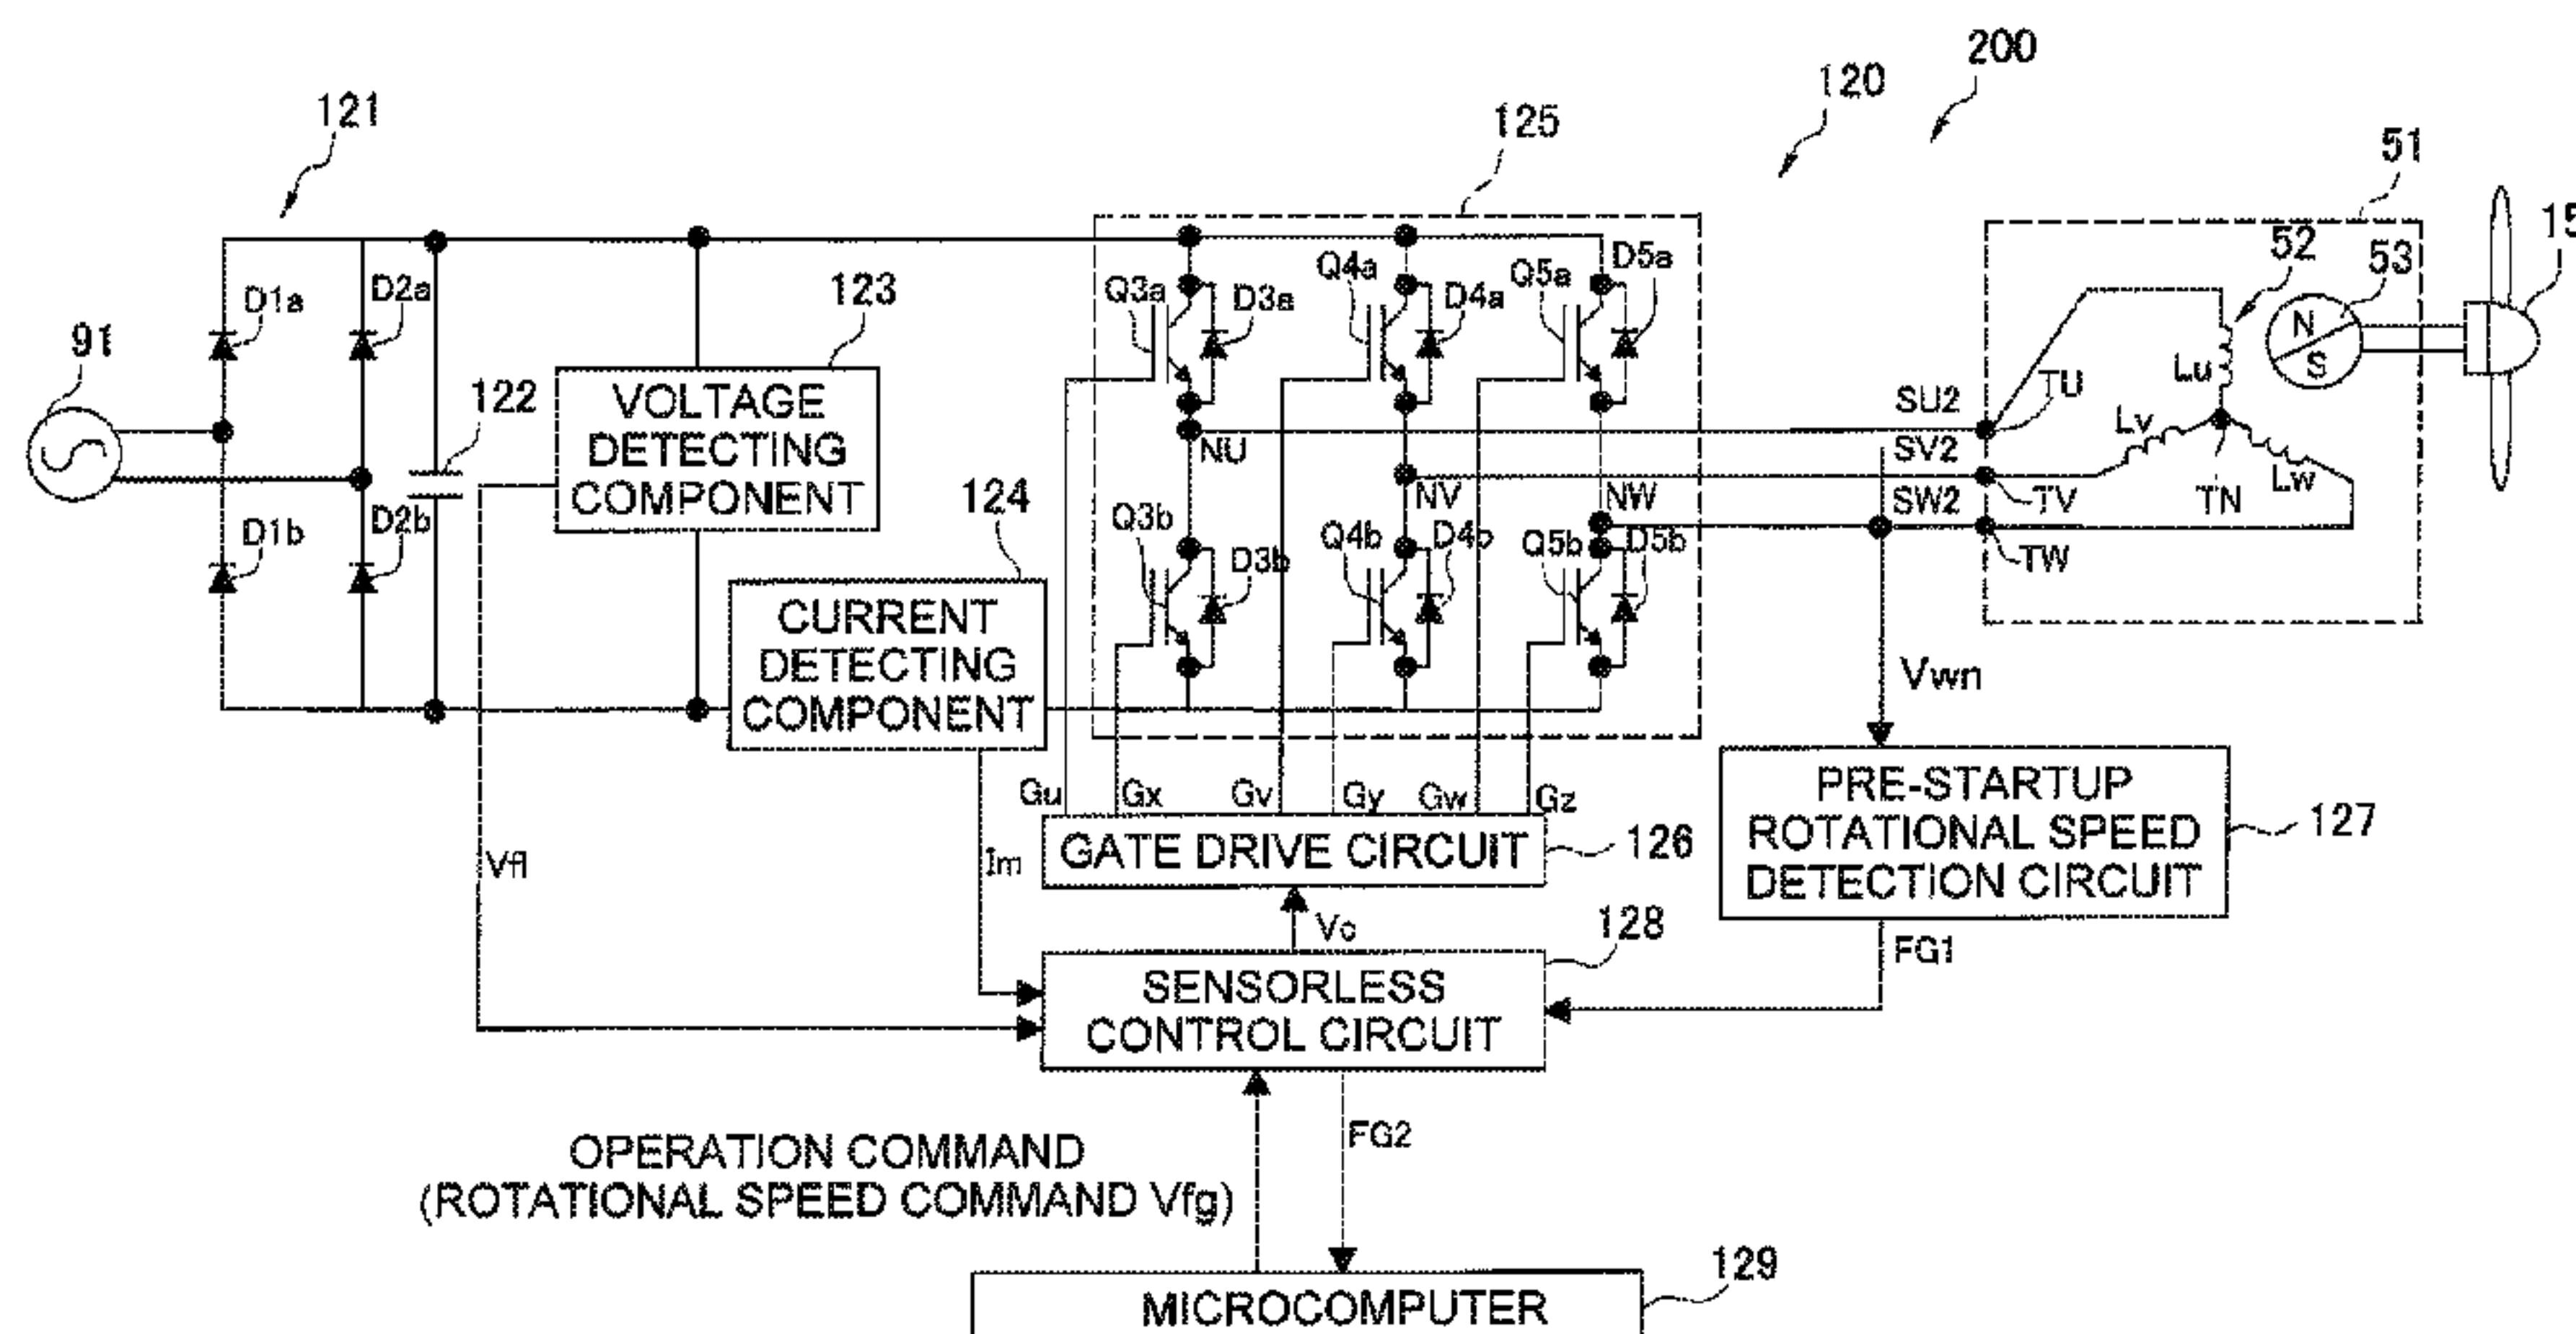 200
120
121
125
51
15
52
53
D5a
Q5a
Q4a
D4a
Q3a
D3a
D2a
D1a
123
91
122
VOLTAGE
DETECTING
COMPONENT
N
S
Lu
TU
SU2
Lv
SV2
NU
NV
NW
SW2
TV
TN
Lw
TW
124
D1b
D2b
Q3b
D3b
Q4b
D4b
Q5b
D5b
CURRENT
DETECTING
COMPONENT
Vwn
Gu
Gx
Gv
Gy
Gw
Gz
GATE DRIVE CIRCUIT
126
PRE-STARTUP
ROTATIONAL SPEED
DETECTION CIRCUIT
127
Vfl
Im
Vc
128
FG1
SENSORLESS
CONTROL CIRCUIT
OPERATION COMMAND
(ROTATIONAL SPEED COMMAND Vfg)
FG2
129
MICROCOMPUTER